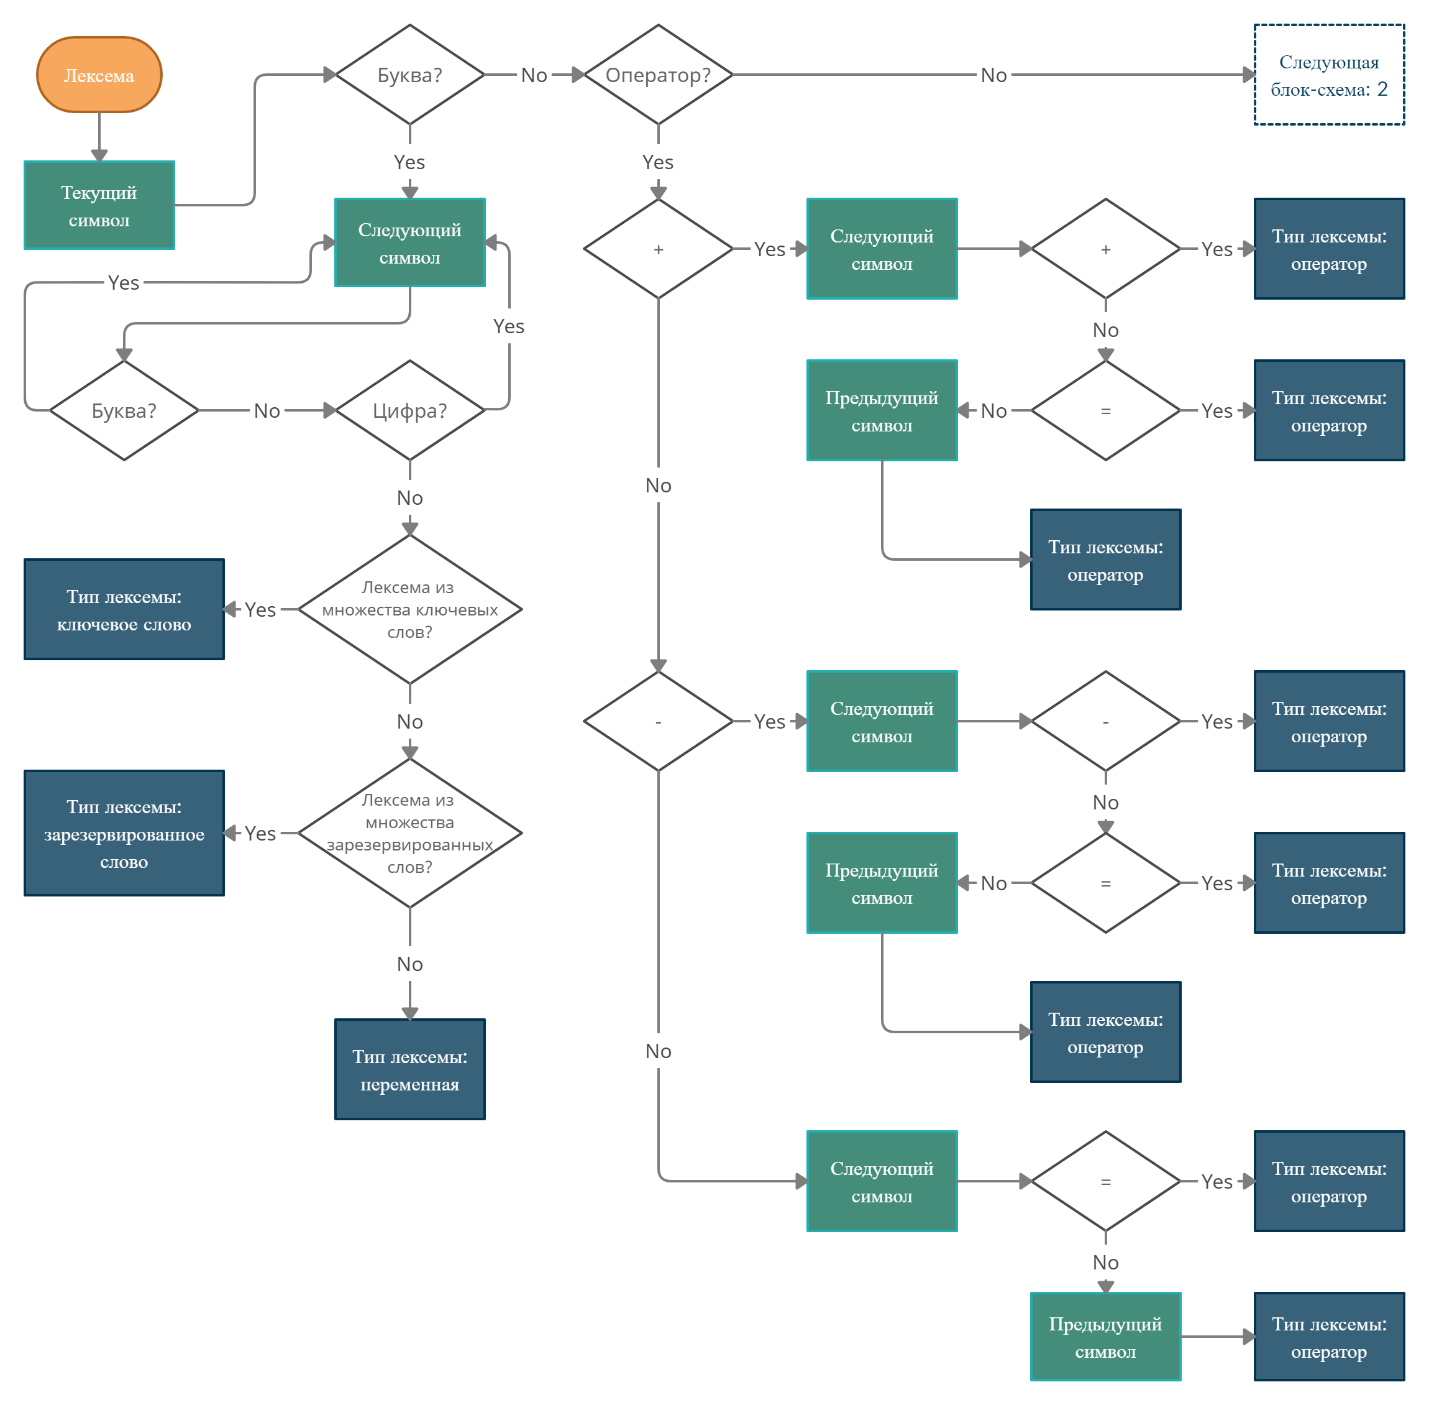 Лексема
Буква?
No
Оператор?
No
Следующая
блок-схема: 2
Текущий
символ
Yes
Yes
Следующий
символ
+
Yes
Следующий
символ
+
Yes
Тип лексемы:
оператор
Yes
Yes
No
Буква?
No
Цифра?
Предыдущий
символ
No
=
Yes
Тип лексемы:
оператор
No
No
Тип лексемы:
оператор
Тип лексемы:
ключевое слово
Yes
Лексема из
множества ключевых
слов?
No
-
Yes
Следующий
символ
-
Yes
Тип лексемы:
оператор
No
Тип лексемы:
зарезервированное
слово
Yes
Лексема из
множества
зарезервированных
слов?
Предыдущий
символ
No
=
Yes
Тип лексемы:
оператор
No
Тип лексемы:
оператор
No
Тип лексемы:
переменная
Следующий
символ
=
Yes
Тип лексемы:
оператор
No
Предыдущий
символ
Тип лексемы:
оператор